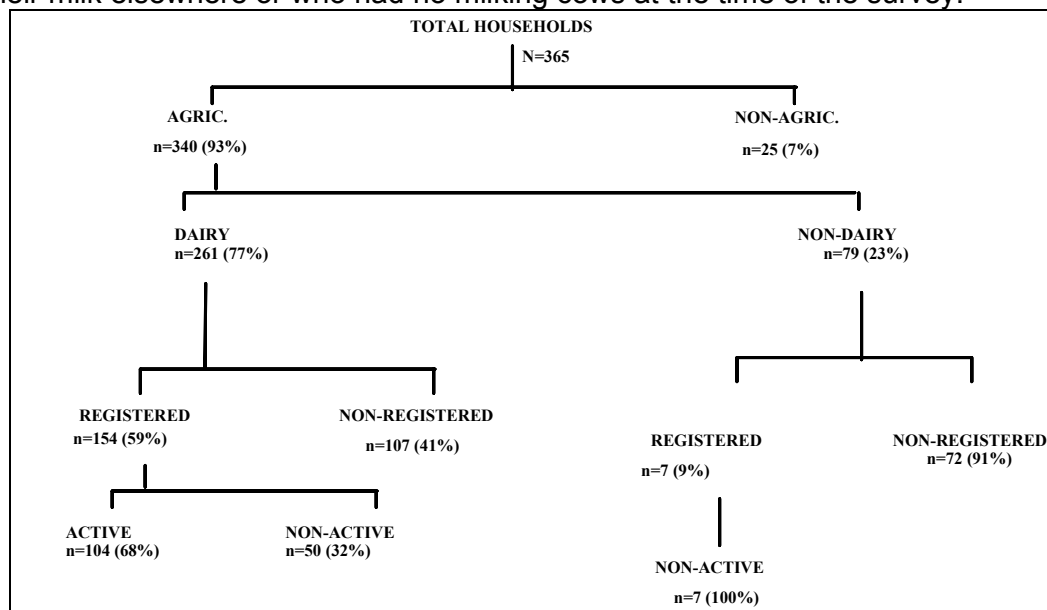 their milk elsewhere or who had no milking cows at the time of the survey.
TOTAL HOUSEHOLDS
N=365
AGRIC.
n=340 (93%)
NON-AGRIC.
n=25 (7%)
DAIRY
n=261 (77%)
NON-DAIRY
n=79 (23%)
REGISTERED
n=154 (59%)
NON-REGISTERED
n=107 (41%)
REGISTERED
n=7 (9%)
NON-REGISTERED
n=72 (91%)
ACTIVE
n=104 (68%)
NON-ACTIVE
n=50 (32%)
NON-ACTIVE
n=7 (100%)